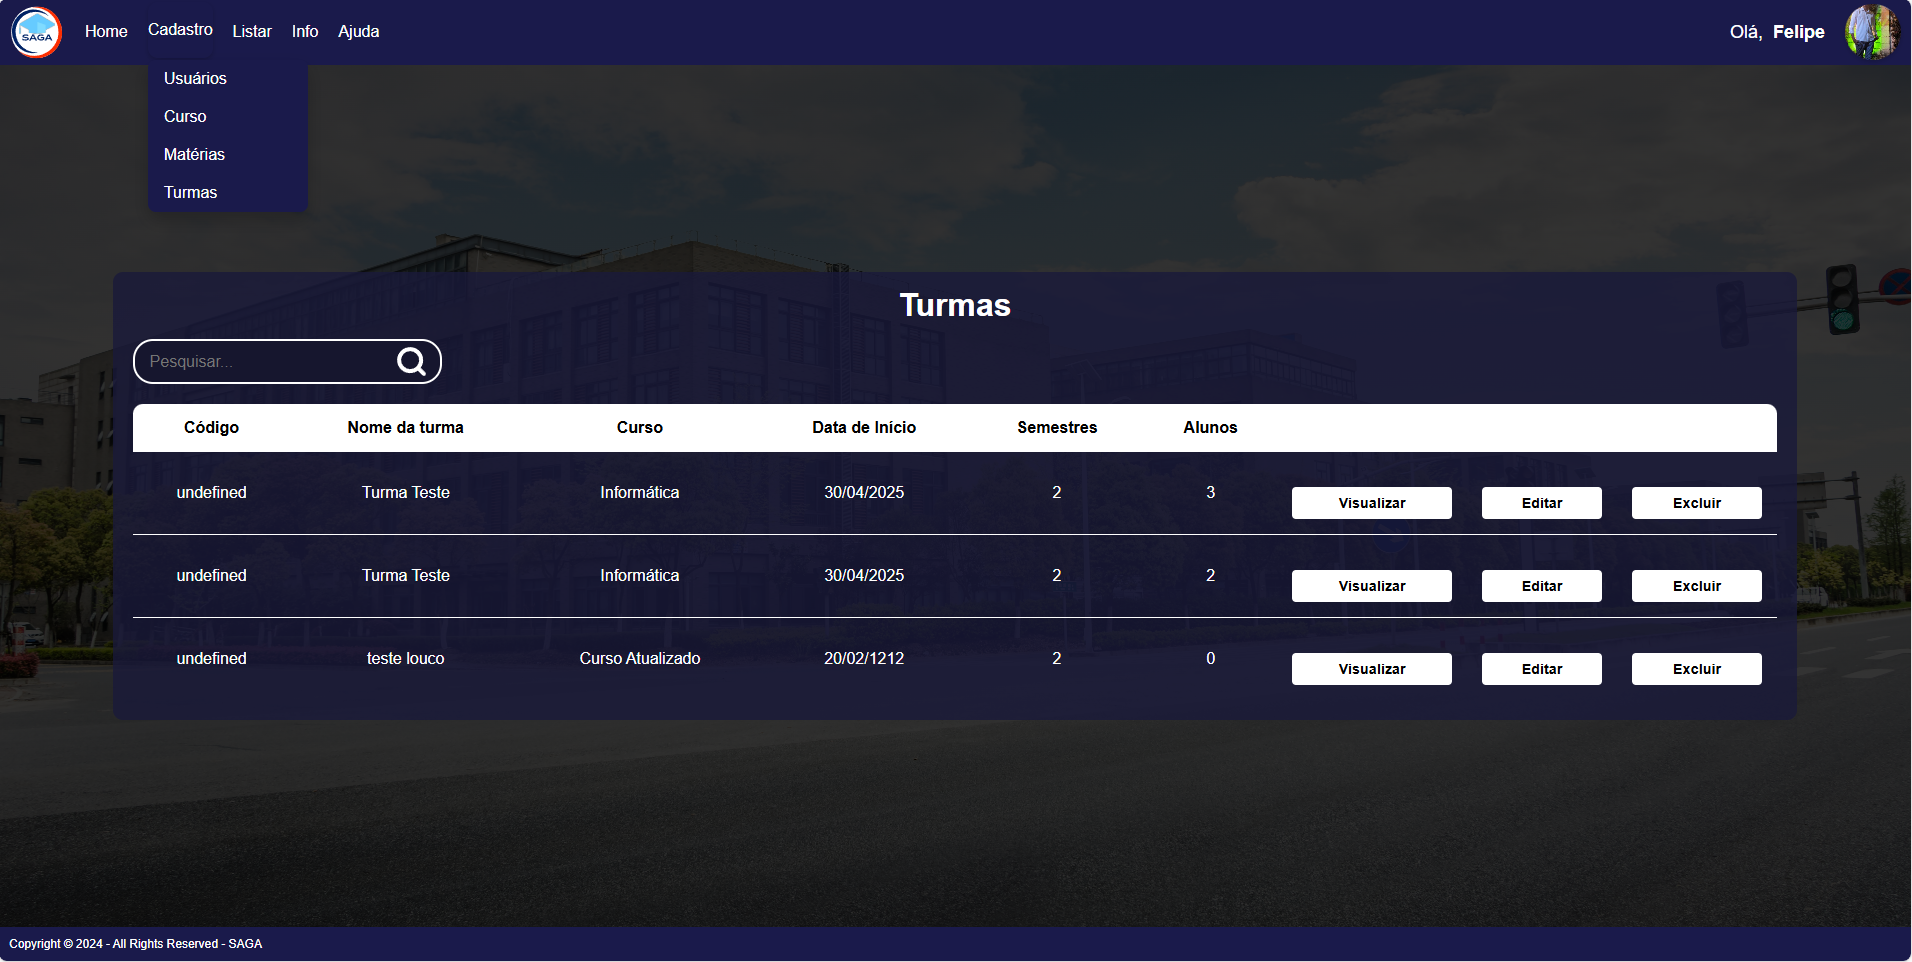 SAGA
Home Cadastro Listar Info Ajuda
Olá, Felipe
Usuários
Curso
Matérias
Turmas
Turmas
Pesquisar...
Código Nome da turma Curso Data de Início Semestres Alunos
undefined Turma Teste Informática 30/04/2025 2 3 Visualizar Editar Excluir
undefined Turma Teste Informática 30/04/2025 2 2 Visualizar Editar Excluir
undefined teste louco Curso Atualizado 20/02/1212 2 0 Visualizar Editar Excluir
Copyright © 2024 - All Rights Reserved - SAGA